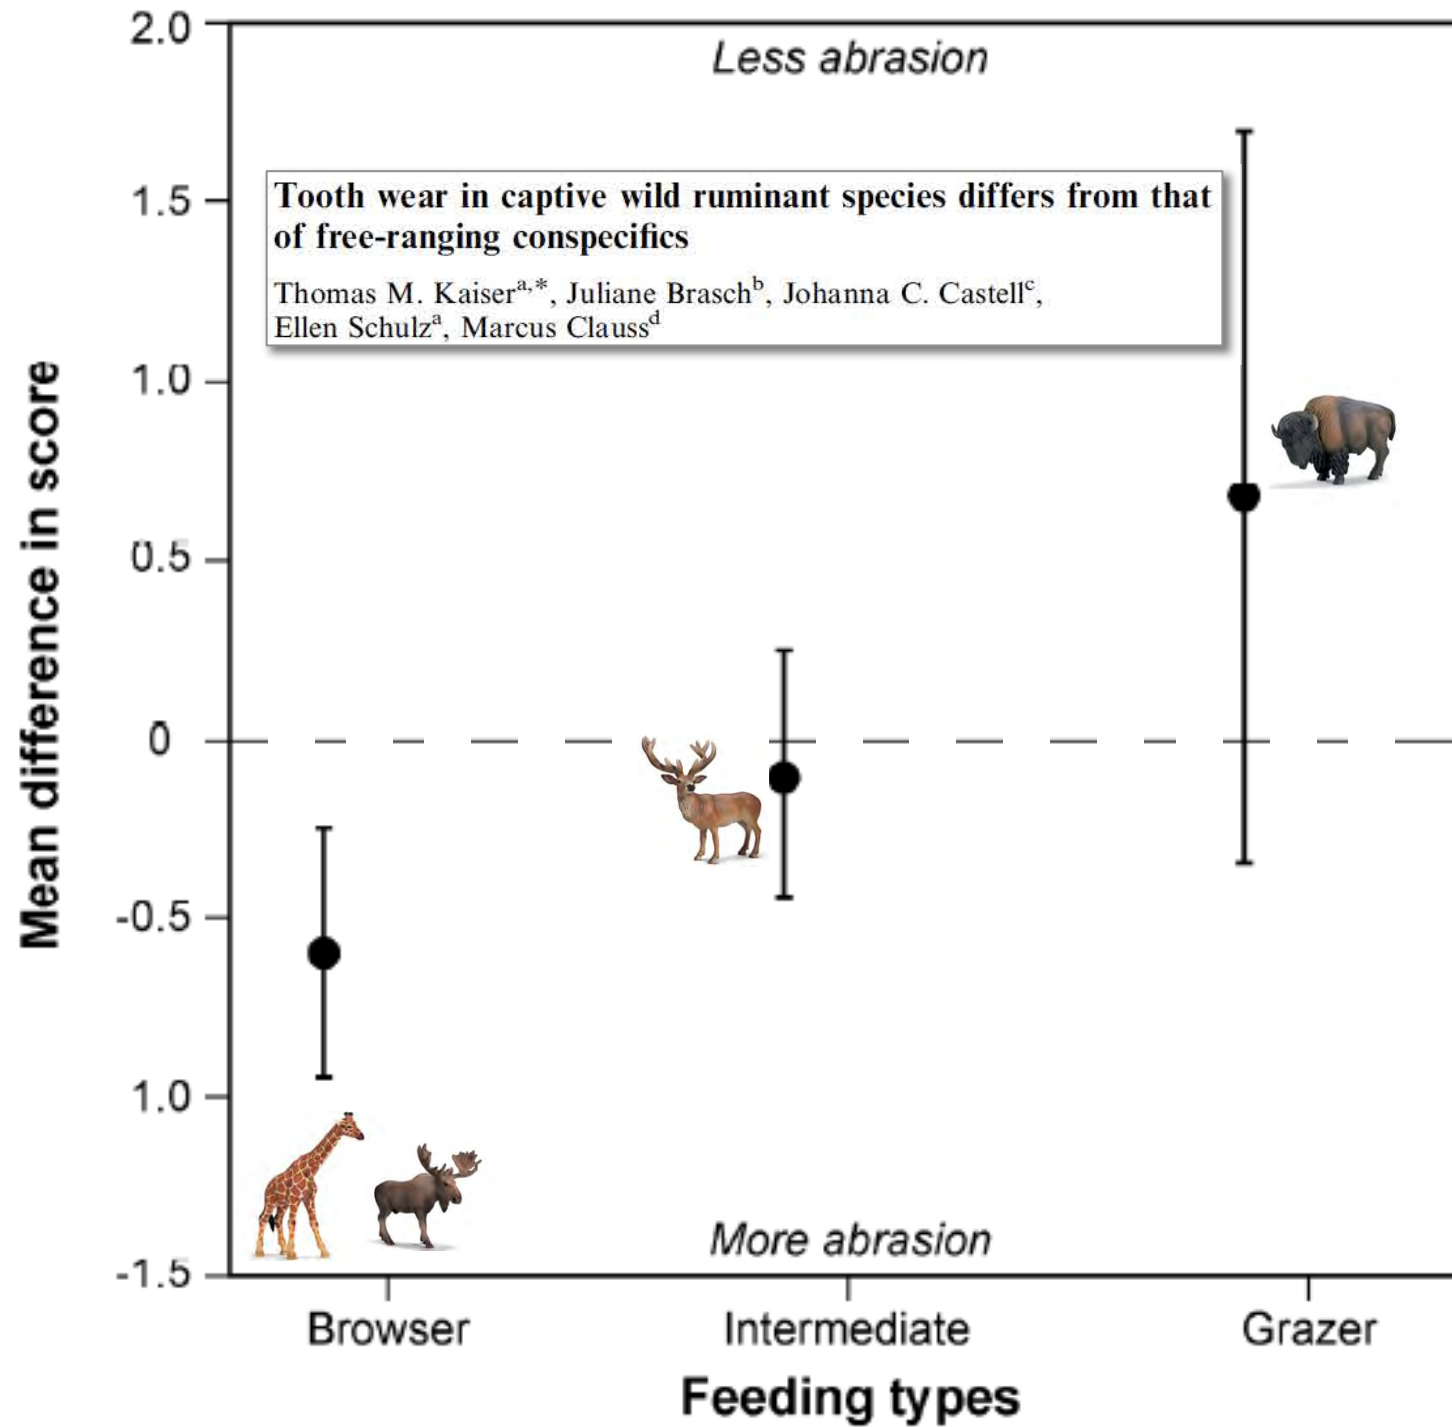 2.0
Less abrasion
Tooth wear in captive wild ruminant species differs from that
of free-ranging conspecifics
Thomas M. Kaiser^a,*, Juliane Brasch^b, Johanna C. Castell^c,
Ellen Schulz^a, Marcus Clauss^d
1.5
1.0
0.5
0
-0.5
1.0
-1.5
Mean difference in score
More abrasion
Browser Intermediate Grazer
Feeding types